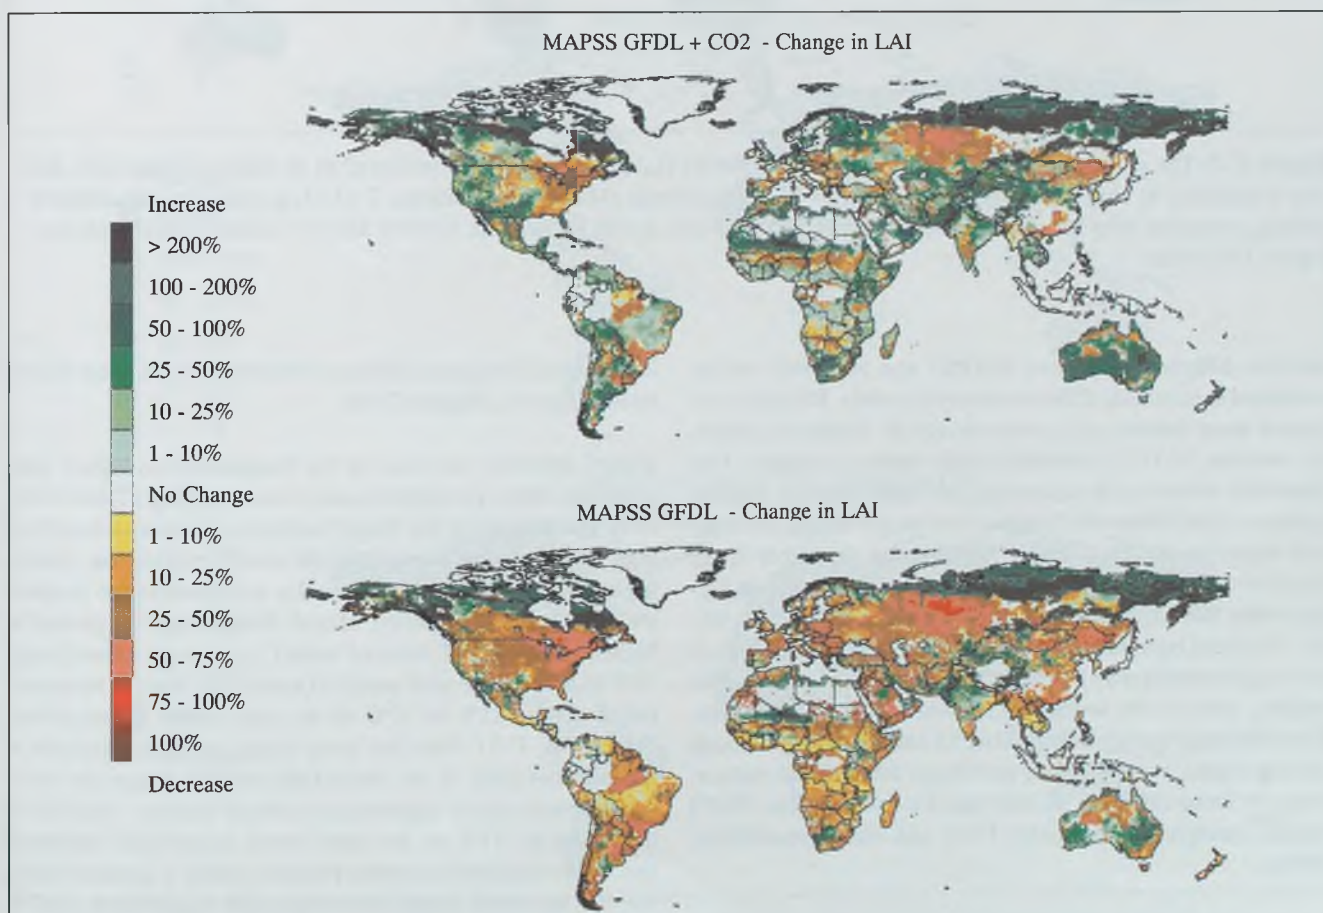 MAPSS GFDL + CO2 - Change in LAI
Increase
> 200%
100 - 200%
50 - 100%
25 - 50%
10 - 25%
1 - 10%
No Change
1 - 10%
10 - 25%
25 - 50%
50 - 75%
75 - 100%
100%
Decrease
MAPSS GFDL - Change in LAI